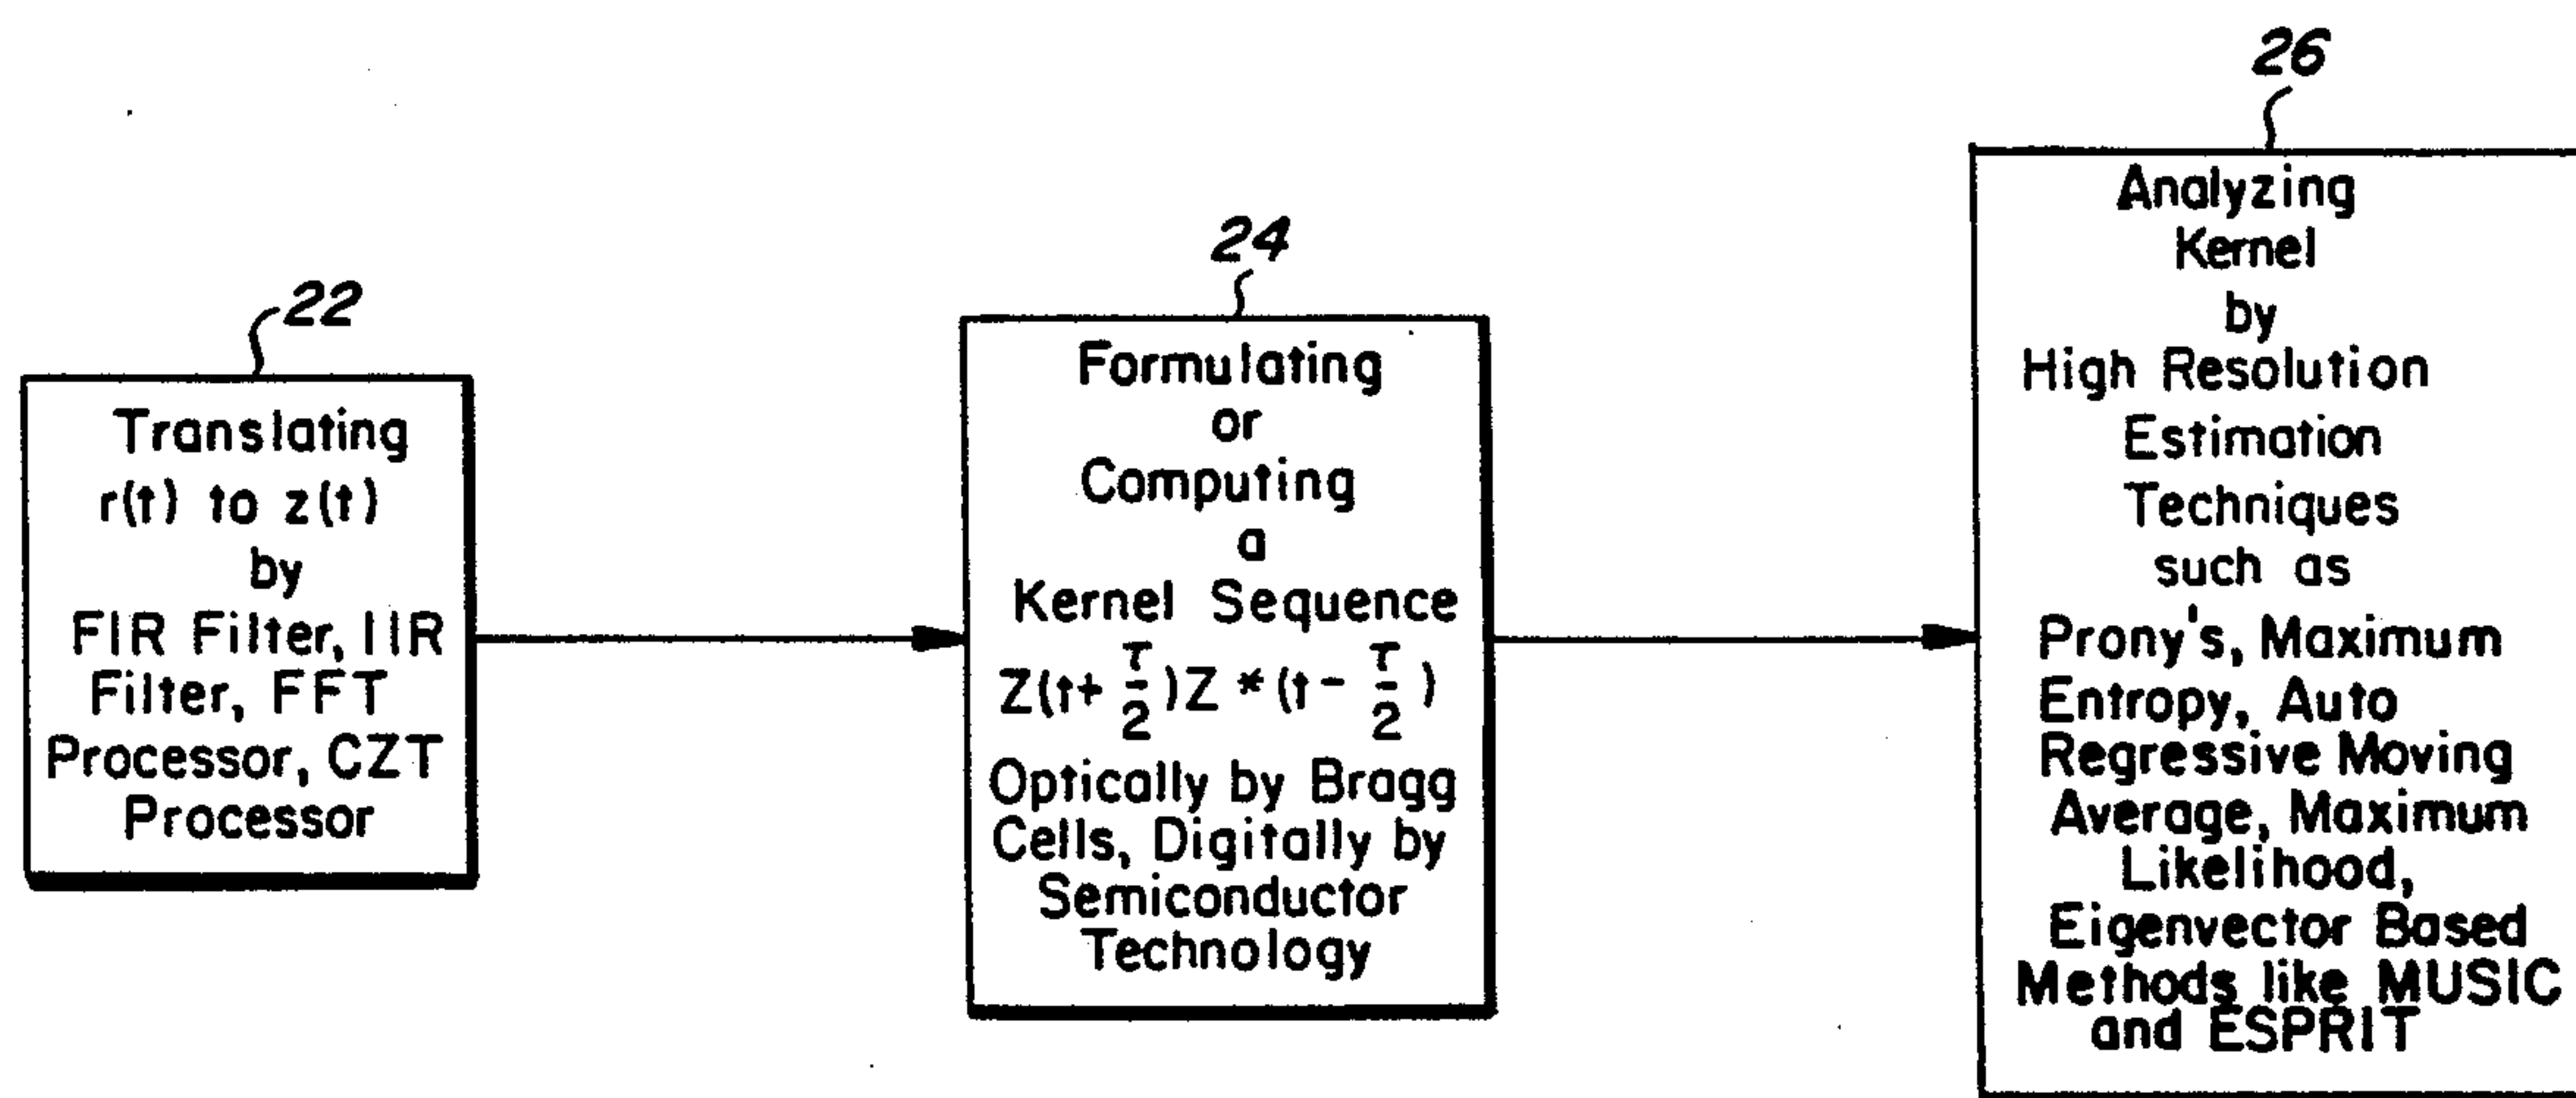 22
Translating
r(t) to z(t)
by
FIR Filter, IIR
Filter, FFT
Processor, CZT
Processor
24
Formulating
or
Computing
a
Kernel Sequence
Z(t+ τ/2)Z *(t- τ/2)
Optically by Bragg
Cells, Digitally by
Semiconductor
Technology
26
Analyzing
Kernel
by
High Resolution
Estimation
Techniques
such as
Prony's, Maximum
Entropy, Auto
Regressive Moving
Average, Maximum
Likelihood,
Eigenvector Based
Methods like MUSIC
and ESPRIT